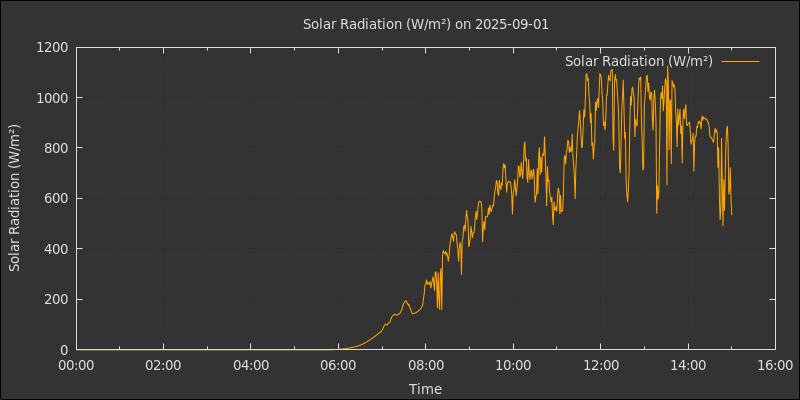 Solar Radiation (W/m²) on 2025-09-01
Solar Radiation (W/m²)
Solar Radiation (W/m²)
1200
1000
800
600
400
200
0
00:00 02:00 04:00 06:00 08:00 10:00 12:00 14:00 16:00
Time